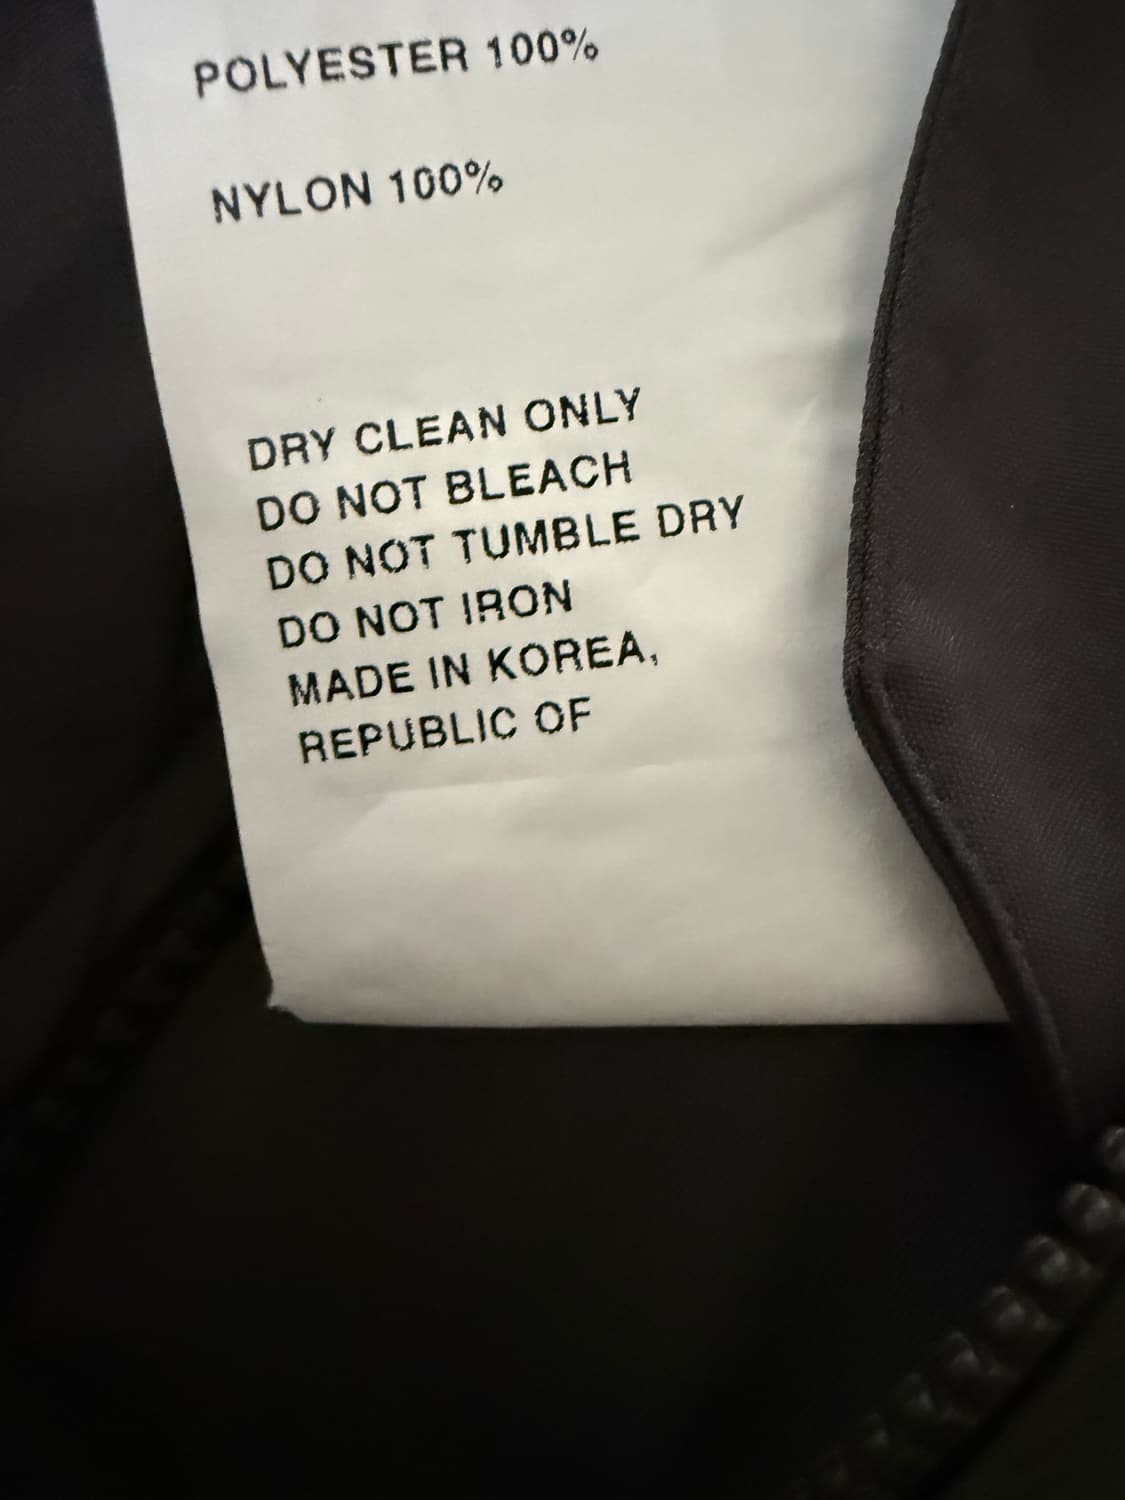 POLYESTER 100%
NYLON 100%
DRY CLEAN ONLY
DO NOT BLEACH
DO NOT TUMBLE DRY
DO NOT IRON
MADE IN KOREA,
REPUBLIC OF